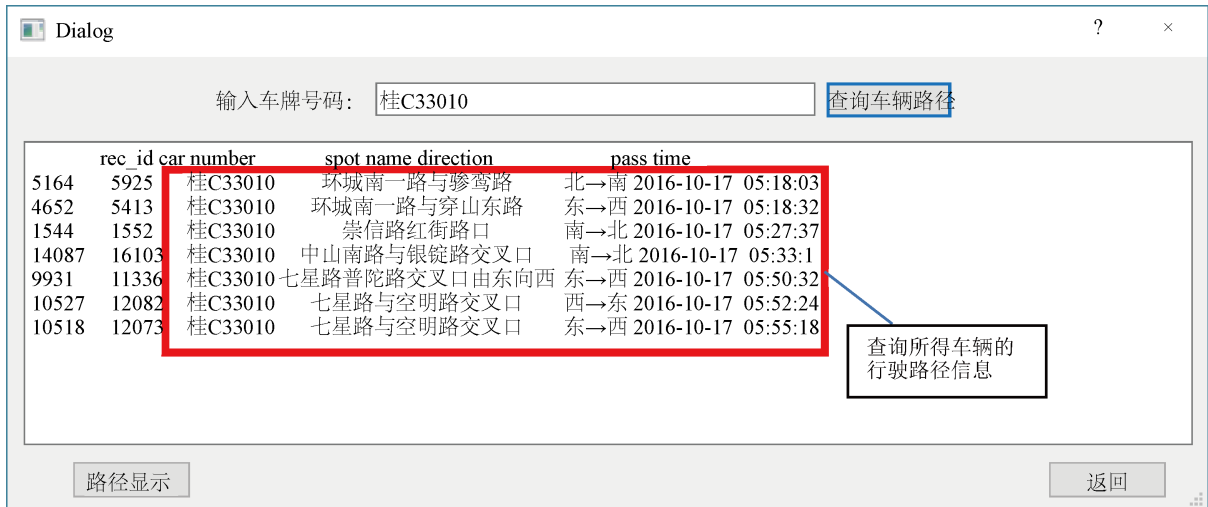 Dialog ? ×
输入车牌号码: 桂C33010 查询车辆路径
rec_id car number spot name direction pass time
5164 5925 桂C33010 环城南一路与骖鸾路 北→南 2016-10-17 05:18:03
4652 5413 桂C33010 环城南一路与穿山东路 东→西 2016-10-17 05:18:32
1544 1552 桂C33010 崇信路红街路口 南→北 2016-10-17 05:27:37
14087 16103 桂C33010 中山南路与银锭路交叉口 南→北 2016-10-17 05:33:1
9931 11336 桂C33010 七星路普陀路交叉口由东向西 东→西 2016-10-17 05:50:32
10527 12082 桂C33010 七星路与空明路交叉口 西→东 2016-10-17 05:52:24
10518 12073 桂C33010 七星路与空明路交叉口 东→西 2016-10-17 05:55:18
查询所得车辆的
行驶路径信息
路径显示 返回